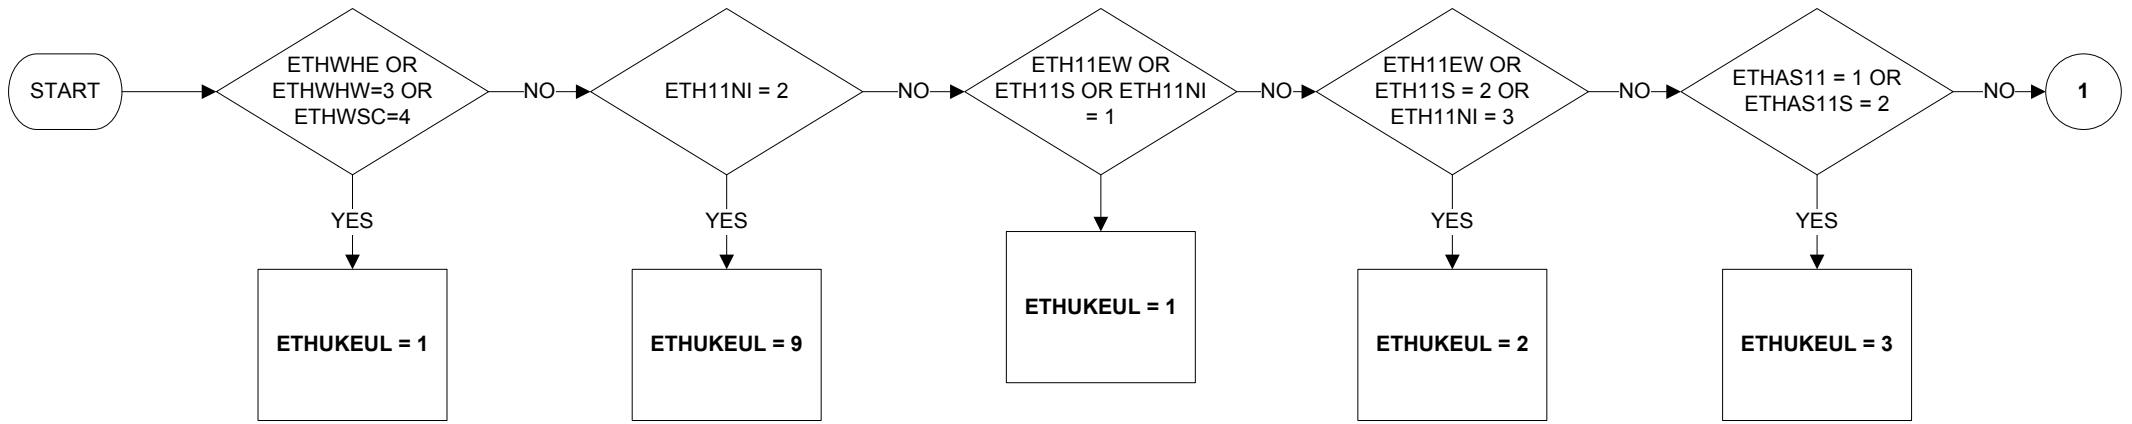 START
ETHWHE OR
ETHWHW=3 OR
ETHWSC=4
NO
ETH11NI = 2
NO
ETH11EW OR
ETH11S OR ETH11NI
= 1
NO
ETH11EW OR
ETH11S = 2 OR
ETH11NI = 3
NO
ETHAS11 = 1 OR
ETHAS11S = 2
NO
1
YES
YES
YES
YES
ETHUKEUL = 1
ETHUKEUL = 9
ETHUKEUL = 1
ETHUKEUL = 2
ETHUKEUL = 3